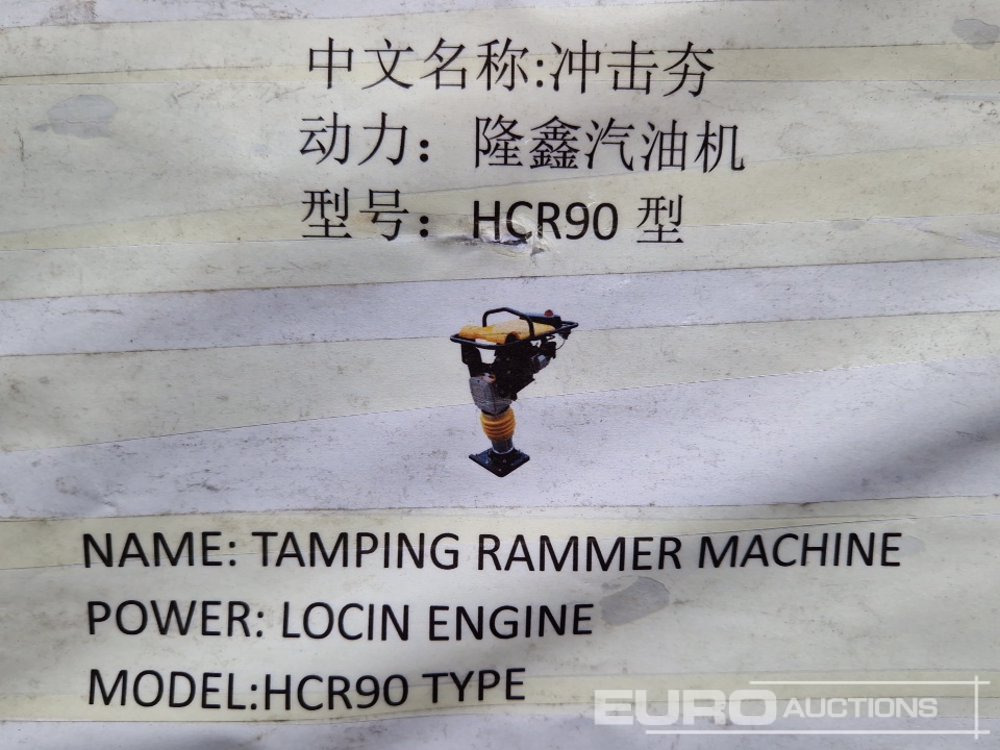 中文名称:冲击夯
动力：隆鑫汽油机
型号：HCR90 型
NAME: TAMPING RAMMER MACHINE
POWER: LOCIN ENGINE
MODEL:HCR90 TYPE
EURO AUCTIONS